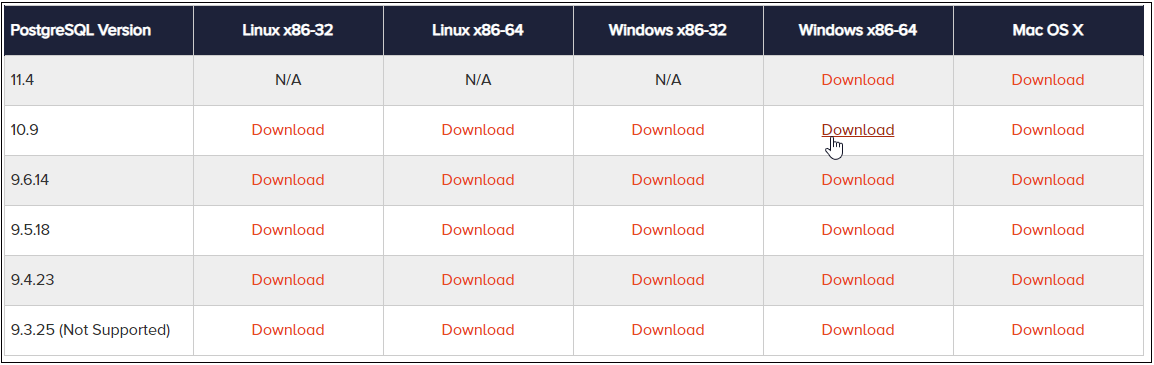 PostgreSQL Version Linux x86-32 Linux x86-64 Windows x86-32 Windows x86-64 Mac OS X
11.4 N/A N/A N/A Download Download
10.9 Download Download Download Download Download
9.6.14 Download Download Download Download Download
9.5.18 Download Download Download Download Download
9.4.23 Download Download Download Download Download
9.3.25 (Not Supported) Download Download Download Download Download